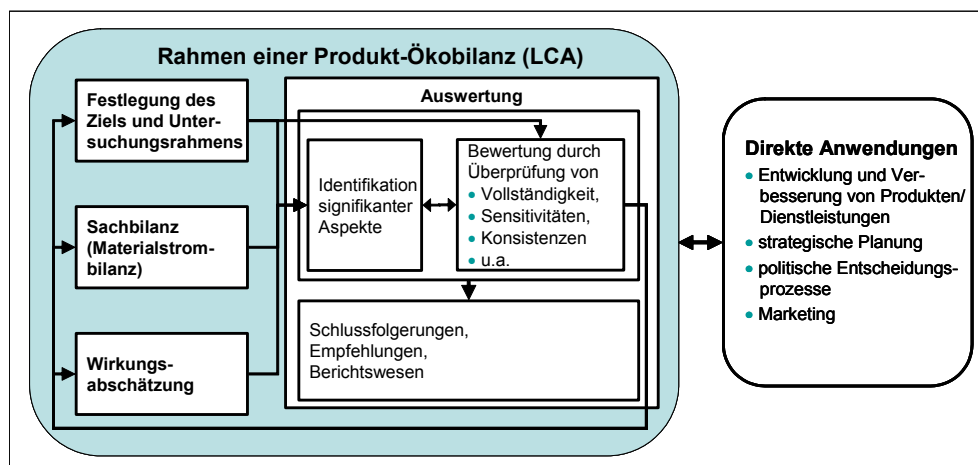 Rahmen einer Produkt-Ökobilanz (LCA)
Festlegung des
Ziels und Unter-
suchungsrahmens
Sachbilanz
(Materialstrom-
bilanz)
Wirkungs-
abschätzung
Auswertung
Identifikation
signifikanter
Aspekte
Bewertung durch
Überprüfung von
• Vollständigkeit,
• Sensitivitäten,
• Konsistenzen
• u.a.
Schlussfolgerungen,
Empfehlungen,
Berichtswesen
Direkte Anwendungen
• Entwicklung und Ver-
besserung von Produkten/
Dienstleistungen
• strategische Planung
• politische Entscheidungs-
prozesse
• Marketing